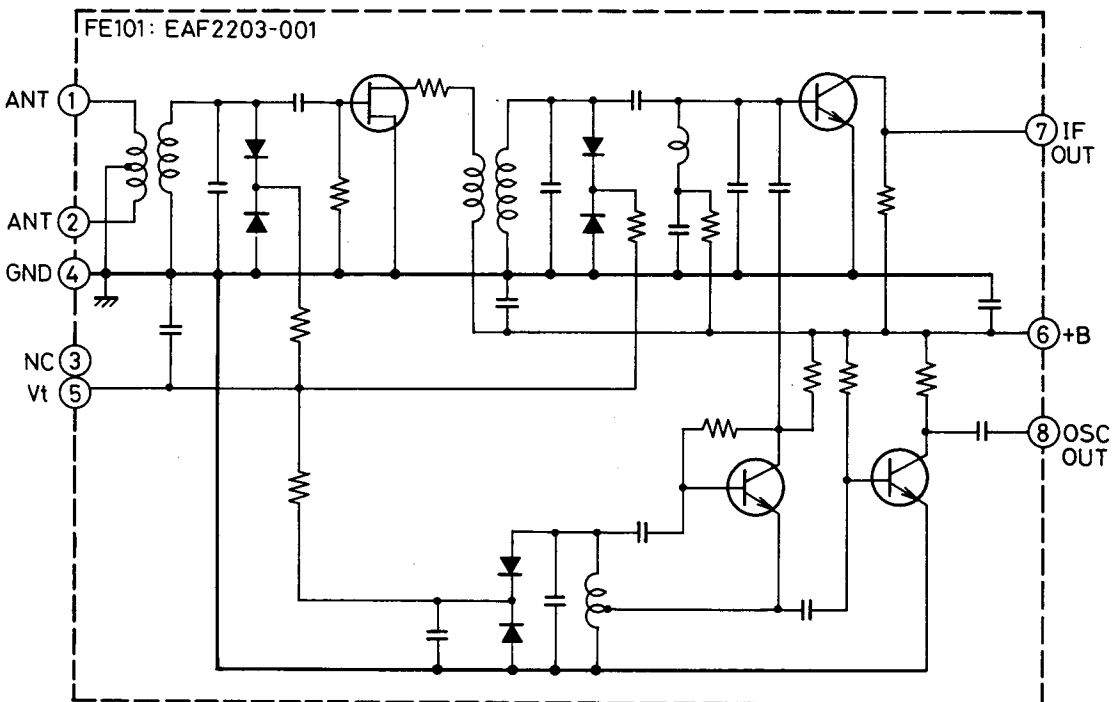 FE101: EAF2203-001
ANT 1
7 IF
OUT
ANT 2
GND 4
NC 3
6 +B
Vt 5
8 OSC
OUT